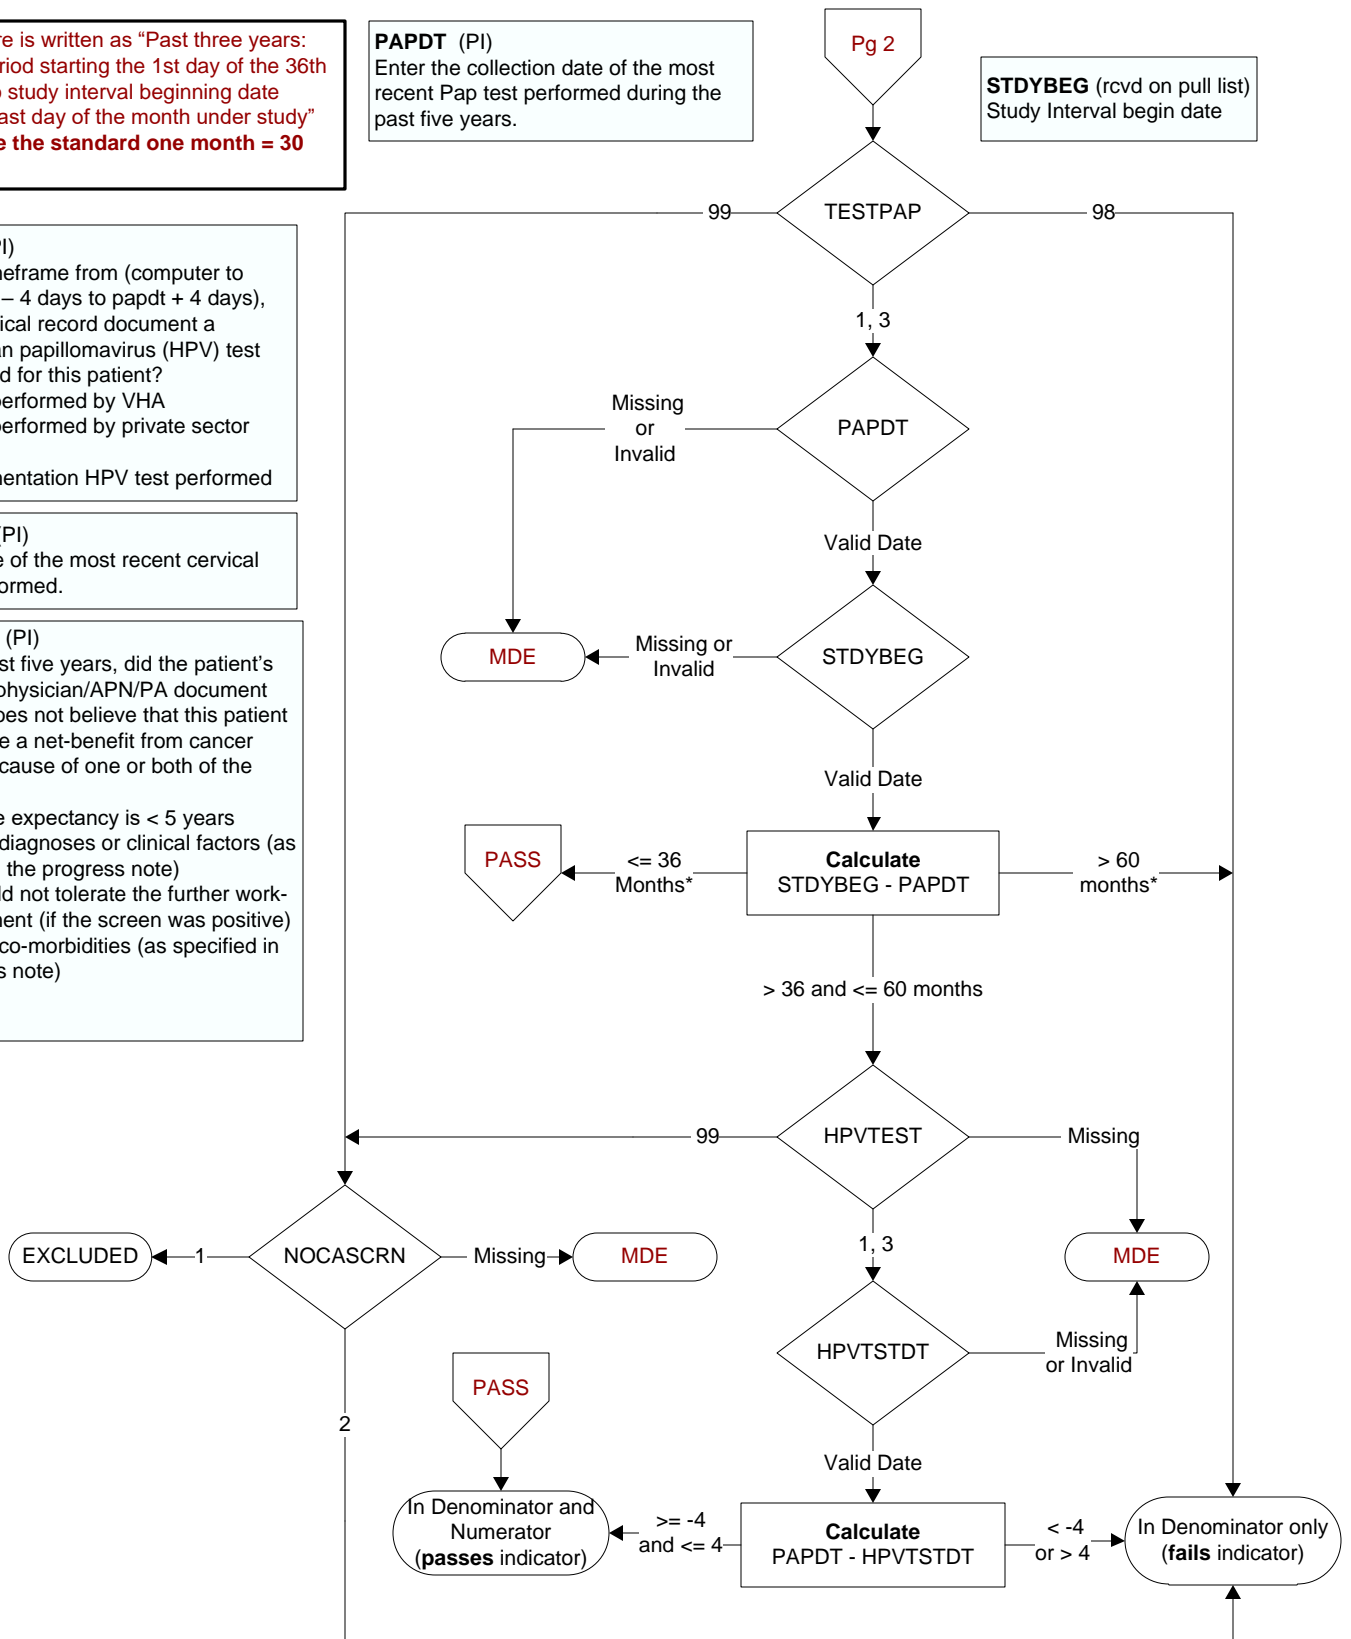 re is written as “Past three years:
riod starting the 1st day of the 36th
o study interval beginning date
ast day of the month under study”
e the standard one month = 30
PAPDT (PI)
Enter the collection date of the most
recent Pap test performed during the
past five years.
Pg 2
STDYBEG (rcvd on pull list)
Study Interval begin date
PI)
neframe from (computer to
– 4 days to papdt + 4 days),
lical record document a
an papillomavirus (HPV) test
d for this patient?
performed by VHA
performed by private sector
nentation HPV test performed
(PI)
e of the most recent cervical
ormed.
(PI)
st five years, did the patient’s
physician/APN/PA document
oes not believe that this patient
e a net-benefit from cancer
cause of one or both of the
e expectancy is < 5 years
diagnoses or clinical factors (as
the progress note)
ld not tolerate the further work-
nent (if the screen was positive)
co-morbidities (as specified in
s note)
99
TESTPAP
98
1, 3
Missing
or
Invalid
PAPDT
Valid Date
MDE
Missing or
Invalid
STDYBEG
Valid Date
PASS
<= 36
Months*
Calculate
STDYBEG - PAPDT
> 60
months*
> 36 and <= 60 months
99
HPVTEST
Missing
1, 3
MDE
EXCLUDED
1
NOCASCRN
Missing
MDE
HPVTSTDT
Missing
or Invalid
2
PASS
Valid Date
In Denominator and
Numerator
(passes indicator)
>= -4
and <= 4
Calculate
PAPDT - HPVTSTDT
< -4
or > 4
In Denominator only
(fails indicator)